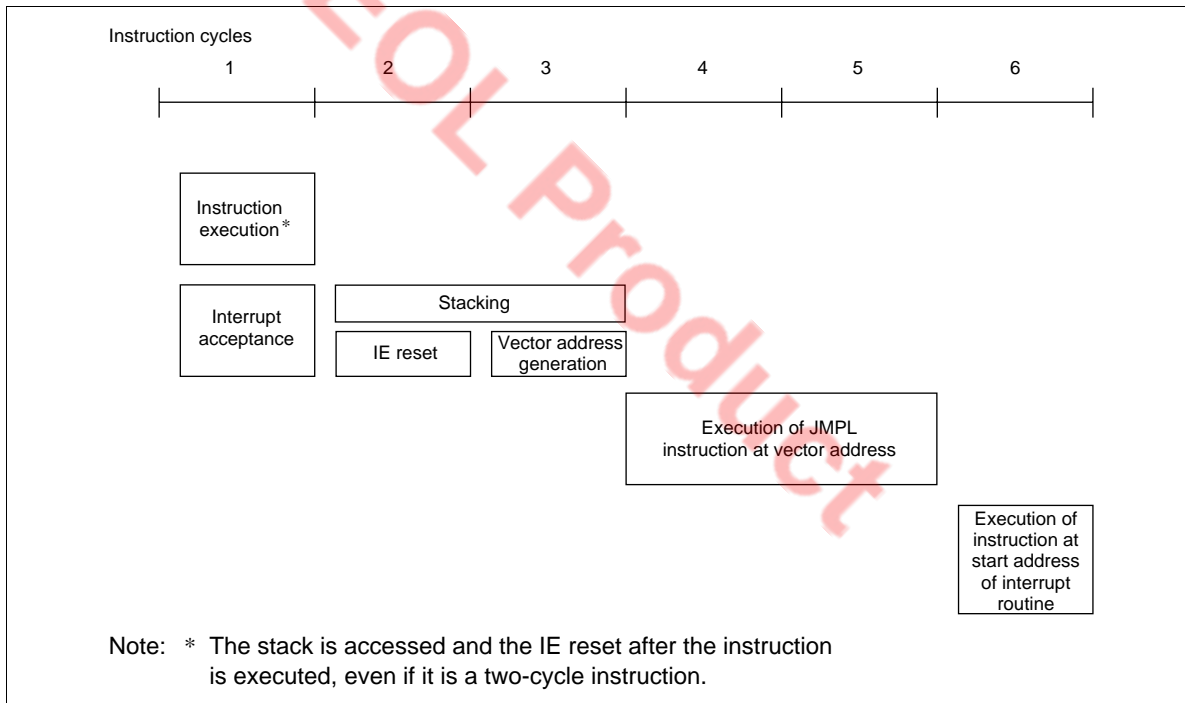 Instruction cycles
1 2 3 4 5 6
Instruction
execution*
Interrupt
acceptance
Stacking
IE reset
Vector address
generation
Execution of JMPL
instruction at vector address
Execution of
instruction at
start address
of interrupt
routine
Note: * The stack is accessed and the IE reset after the instruction
is executed, even if it is a two-cycle instruction.
EOL Product